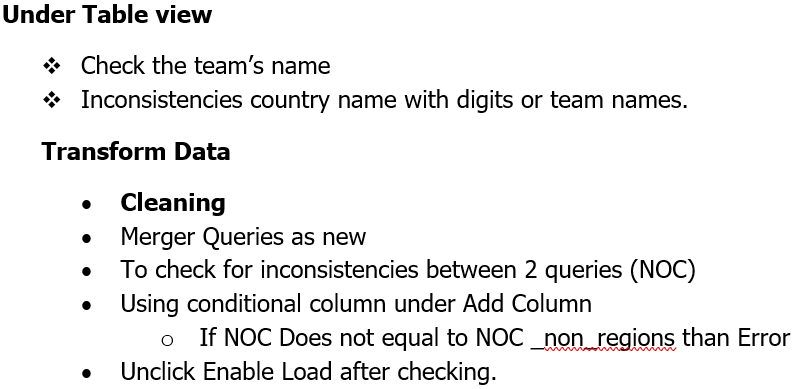 Under Table view
❖ Check the team's name
❖ Inconsistencies country name with digits or team names.
Transform Data
• Cleaning
• Merger Queries as new
• To check for inconsistencies between 2 queries (NOC)
• Using conditional column under Add Column
o If NOC Does not equal to NOC _non_regions than Error
• Unclick Enable Load after checking.